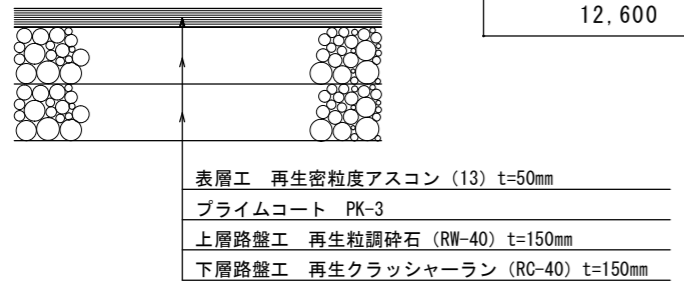 12,600
表層工　再生密粒度アスコン（13）t=50mm
プライムコート　PK-3
上層路盤工　再生粒調砕石（RW-40）t=150mm
下層路盤工　再生クラッシャーラン（RC-40）t=150mm